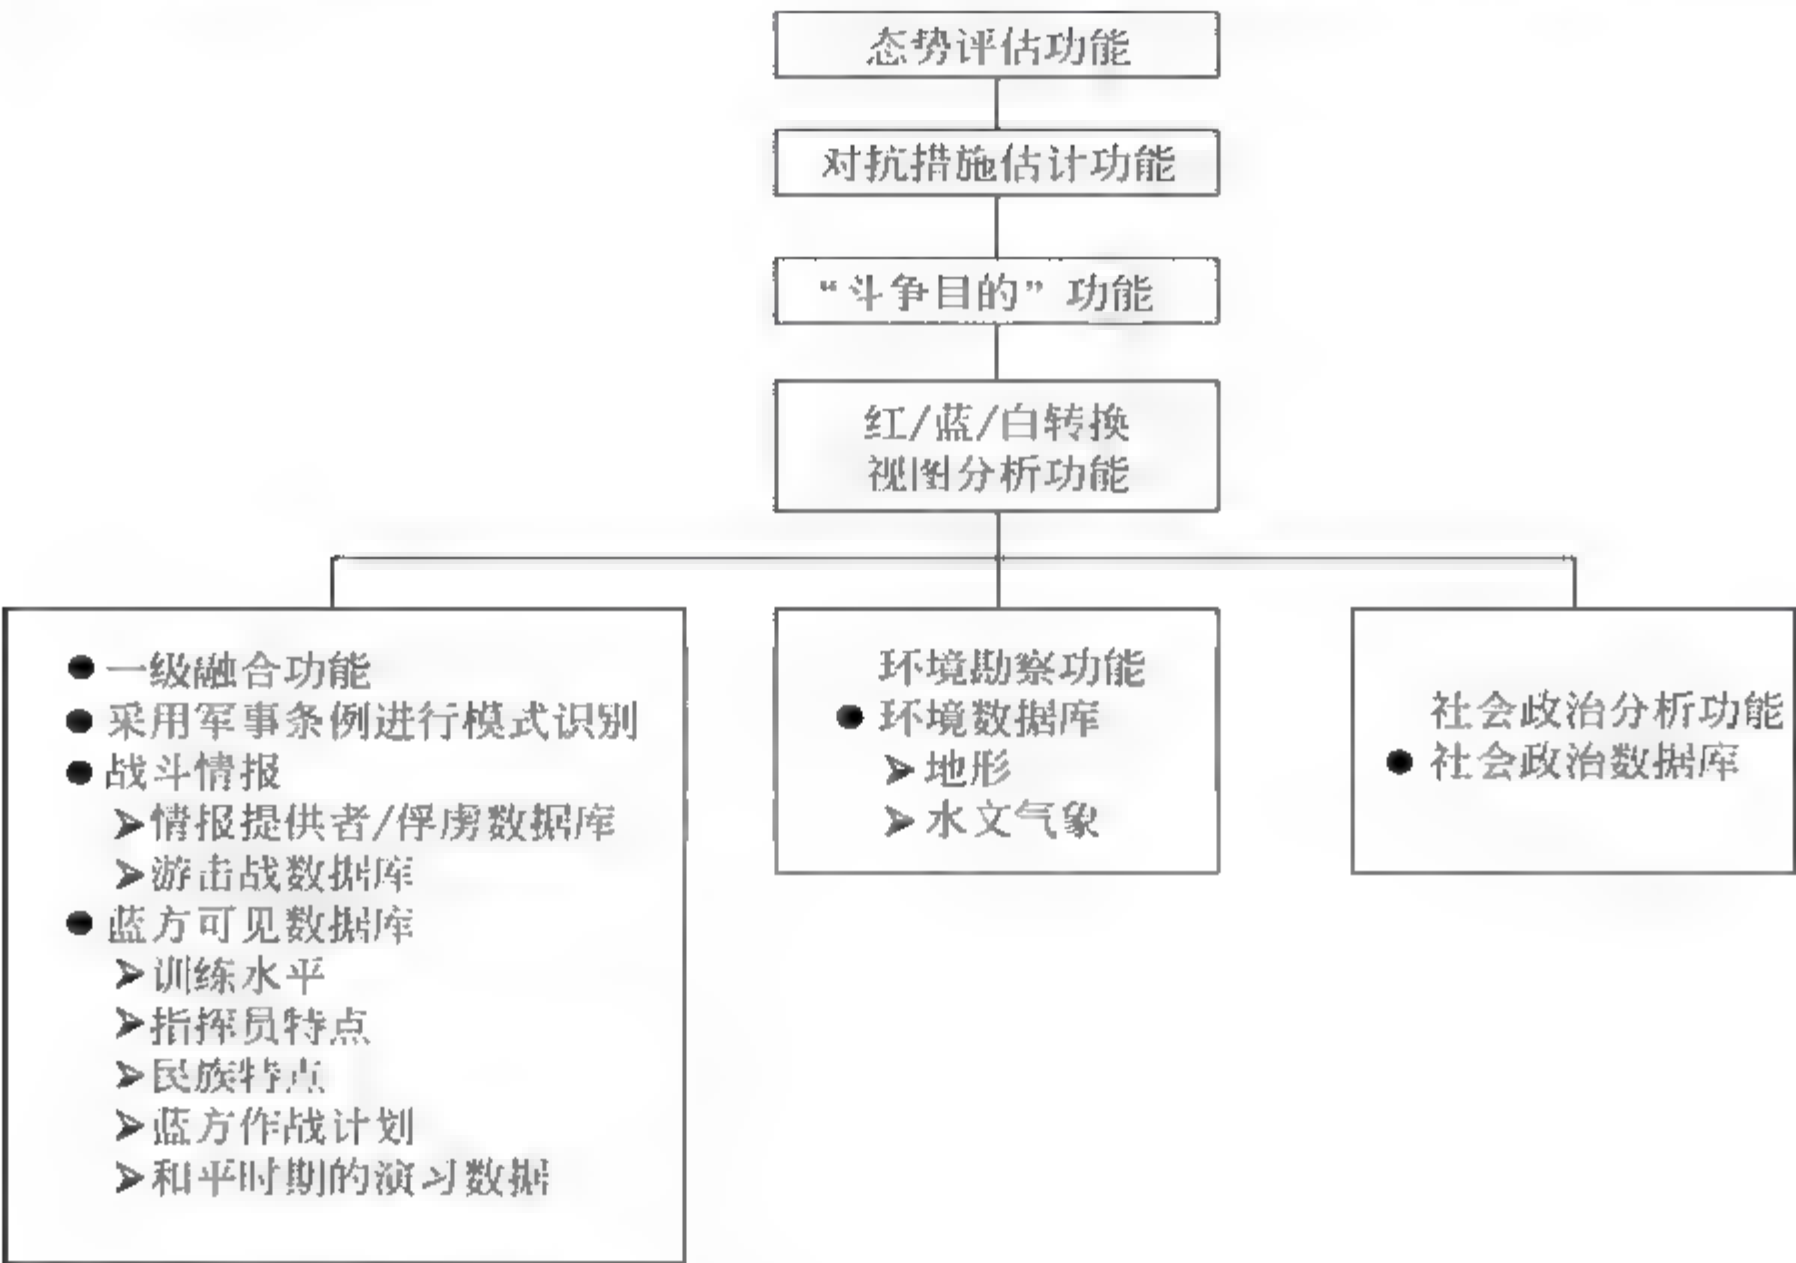 态势评估功能
对抗措施估计功能
“斗争目的”功能
红/蓝/白转换
视图分析功能
●一级融合功能
●采用军事条例进行模式识别
●战斗情报
➢情报提供者/俘虏数据库
➢游击战数据库
●蓝方可见数据库
➢训练水平
➢指挥员特点
➢民族特点
➢蓝方作战计划
➢和平时期的演习数据
环境勘察功能
●环境数据库
➢地形
➢水文气象
社会政治分析功能
●社会政治数据库